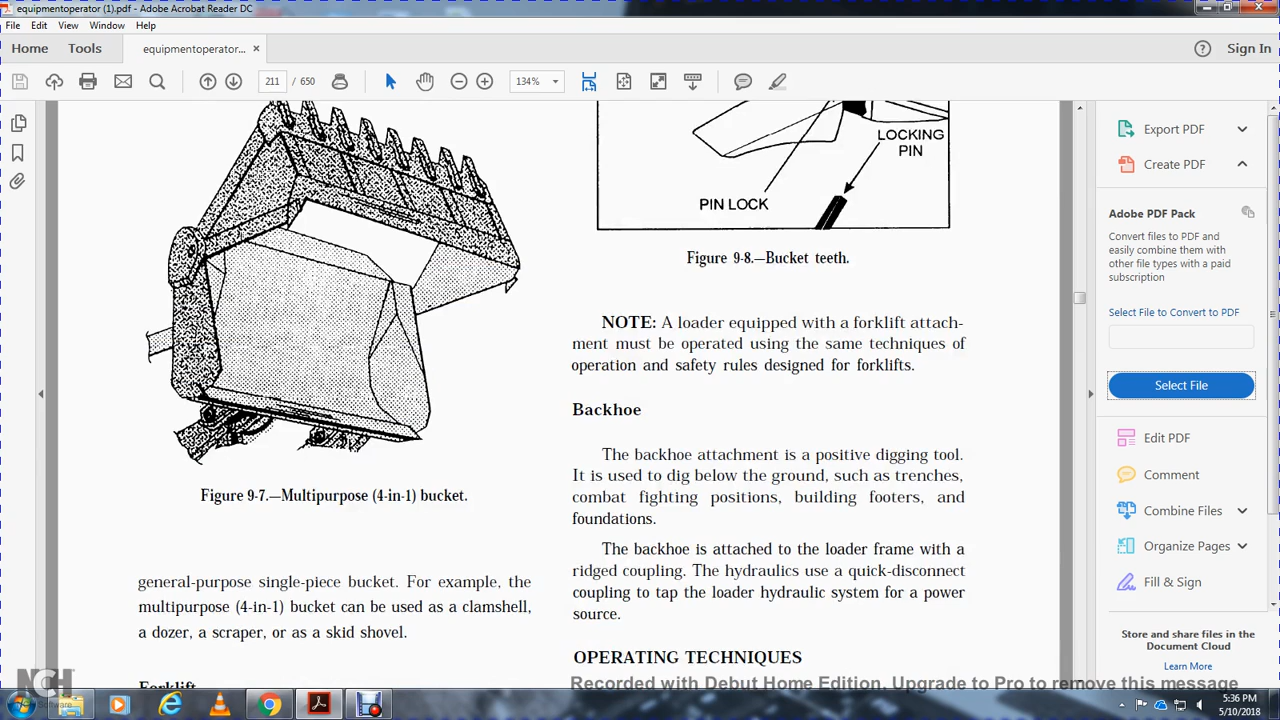 equipmentoperator (1).pdf - Adobe Acrobat Reader DC
File Edit View Window Help
Home Tools equipmentoperator... × Sign In
211 / 650 134%
Figure 9-7.—Multipurpose (4-in-1) bucket.
general-purpose single-piece bucket. For example, the
multipurpose (4-in-1) bucket can be used as a clamshell,
a dozer, a scraper, or as a skid shovel.
Forklift
LOCKING
PIN
PIN LOCK
Figure 9-8.—Bucket teeth.
NOTE: A loader equipped with a forklift attach-
ment must be operated using the same techniques of
operation and safety rules designed for forklifts.
Backhoe
The backhoe attachment is a positive digging tool.
It is used to dig below the ground, such as trenches,
combat fighting positions, building footers, and
foundations.
The backhoe is attached to the loader frame with a
ridged coupling. The hydraulics use a quick-disconnect
coupling to tap the loader hydraulic system for a power
source.
OPERATING TECHNIQUES
Export PDF
Create PDF
Adobe PDF Pack
Convert files to PDF and
easily combine them with
other file types with a paid
subscription
Select File to Convert to PDF
Select File
Edit PDF
Comment
Combine Files
Organize Pages
Fill & Sign
Store and share files in the
Document Cloud
Learn More
NCH Software
Recorded with Debut Home Edition. Upgrade to Pro to remove this message
5:36 PM
5/10/2018